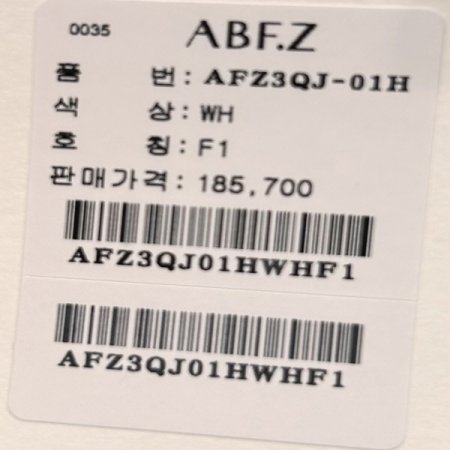 0035
ABF.Z
품 번 : AFZ3QJ-01H
색 상 : WH
호 칭 : F1
판매가격 : 185,700
AFZ3QJ01HWHF1
AFZ3QJ01HWHF1